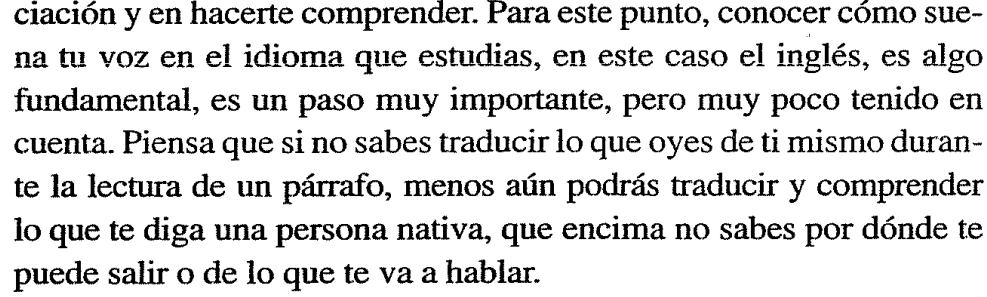 ciación y en hacerte comprender. Para este punto, conocer cómo sue-
na tu voz en el idioma que estudias, en este caso el inglés, es algo
fundamental, es un paso muy importante, pero muy poco tenido en
cuenta. Piensa que si no sabes traducir lo que oyes de ti mismo duran-
te la lectura de un párrafo, menos aún podrás traducir y comprender
lo que te diga una persona nativa, que encima no sabes por dónde te
puede salir o de lo que te va a hablar.